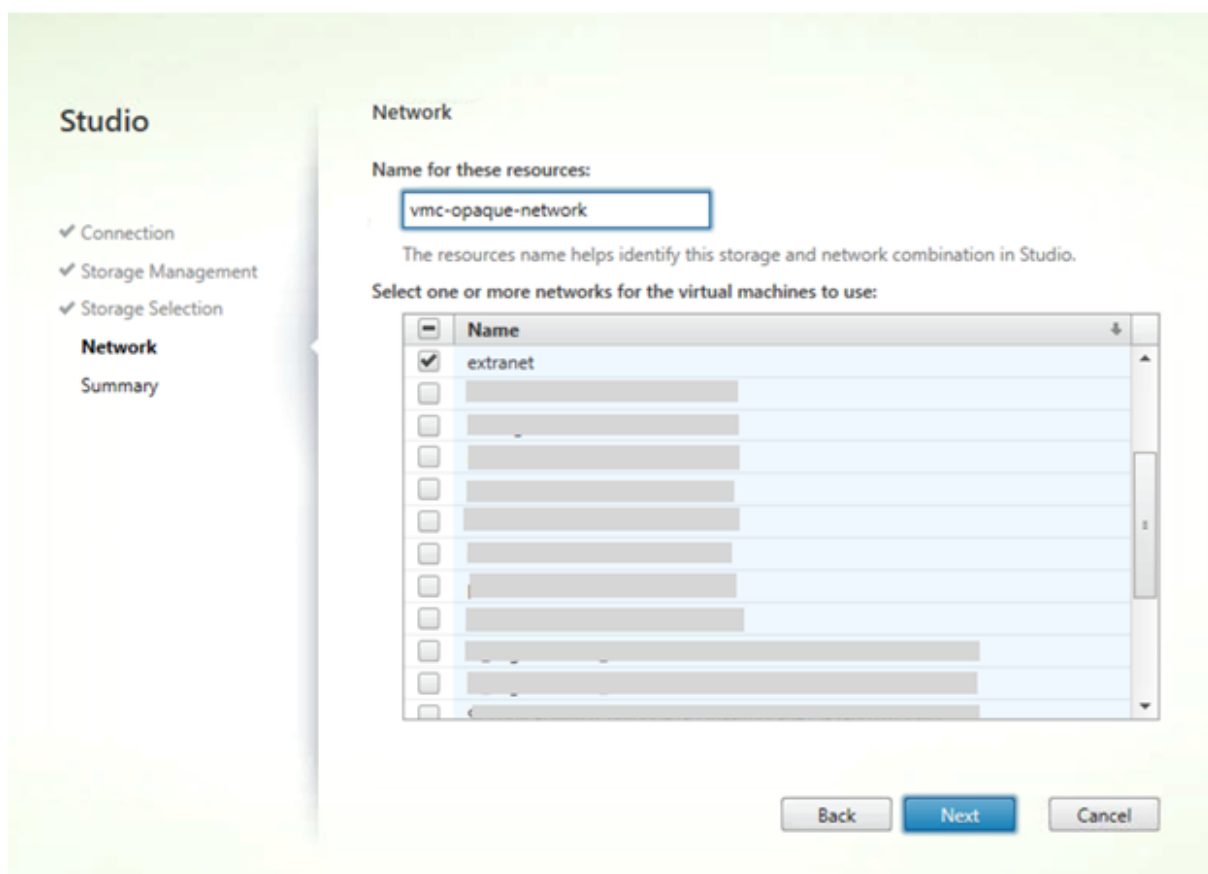 Studio
Connection
Storage Management
Storage Selection
Network
Summary
Network
Name for these resources:
vmc-opaque-network
The resources name helps identify this storage and network combination in Studio.
Select one or more networks for the virtual machines to use:
Name
extranet
Back
Next
Cancel